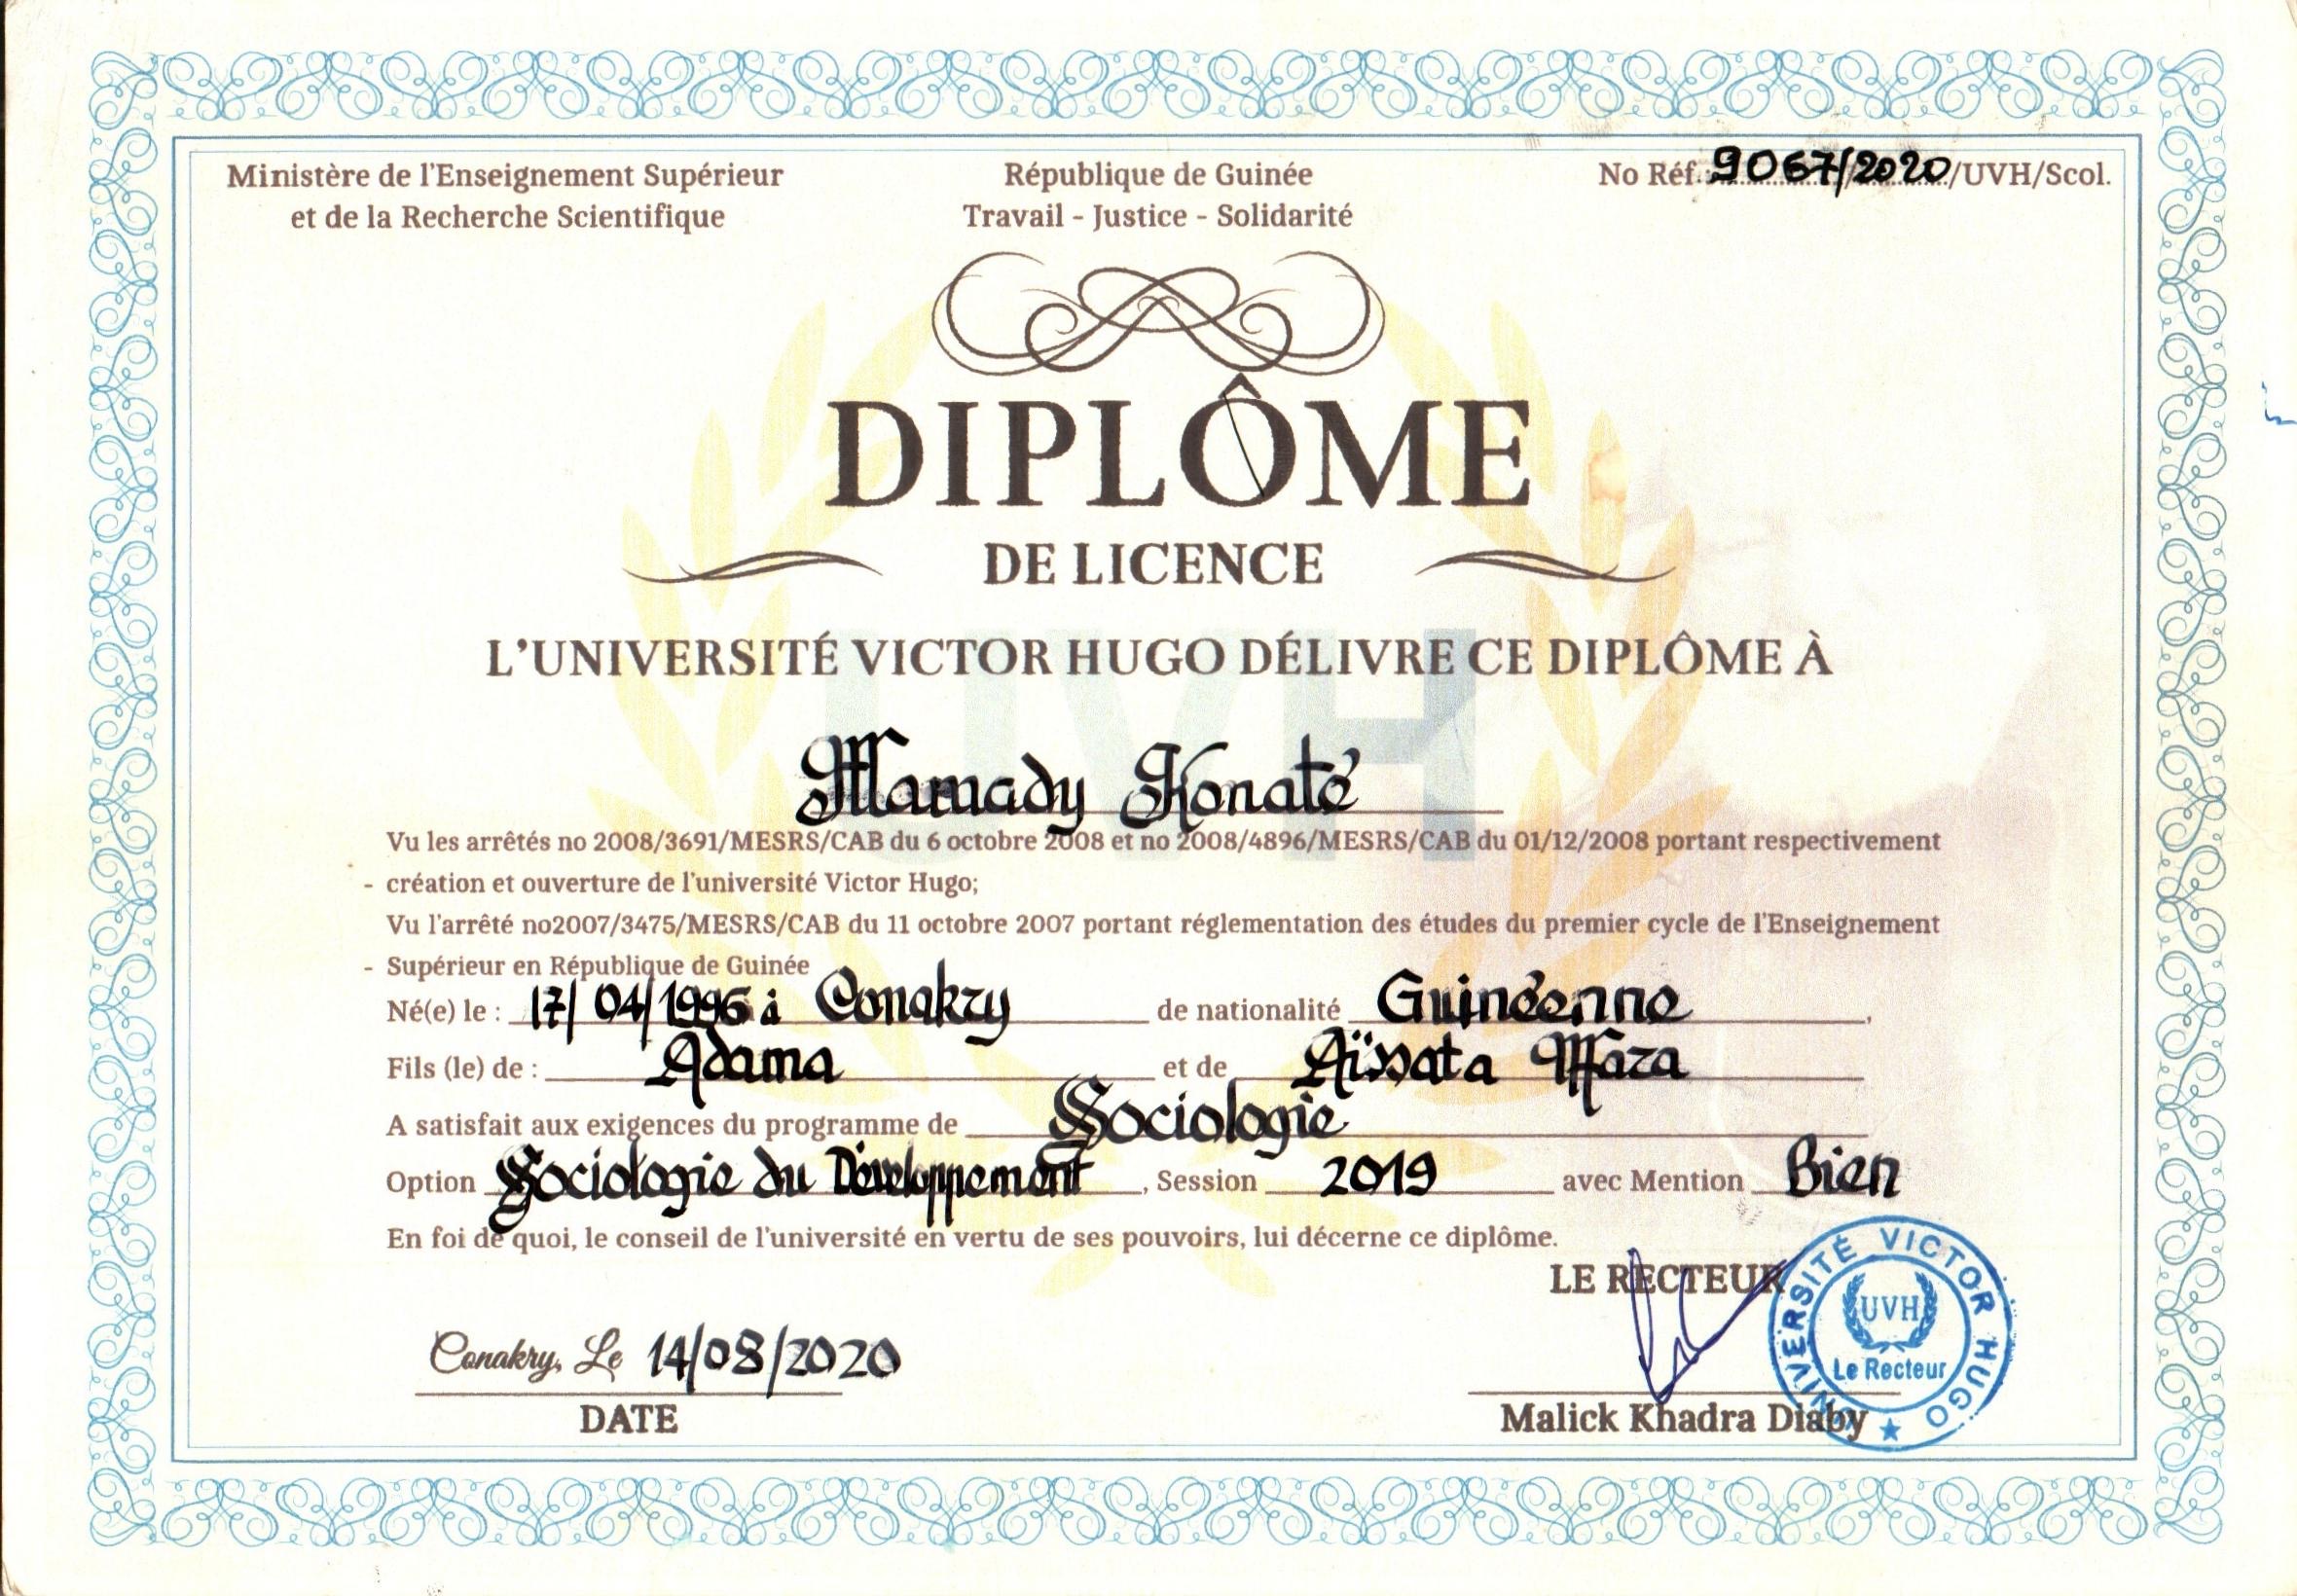 Ministère de l'Enseignement Supérieur
et de la Recherche Scientifique
République de Guinée
Travail - Justice - Solidarité
No Réf.: 9067/2020/UVH/Scol.
DIPLÔME
DE LICENCE
L'UNIVERSITÉ VICTOR HUGO DÉLIVRE CE DIPLÔME À
UVH
Mamady Konaté
Vu les arrêtés no 2008/3691/MESRS/CAB du 6 octobre 2008 et no 2008/4896/MESRS/CAB du 01/12/2008 portant respectivement
- création et ouverture de l'université Victor Hugo;
Vu l'arrêté no2007/3475/MESRS/CAB du 11 octobre 2007 portant réglementation des études du premier cycle de l'Enseignement
- Supérieur en République de Guinée
Né(e) le : 17/04/1996 à Conakry de nationalité Guinéenne,
Fils (le) de : Adama et de Aïssata Mara
A satisfait aux exigences du programme de Sociologie
Option Sociologie du Développement, Session 2019 avec Mention Bien
En foi de quoi, le conseil de l'université en vertu de ses pouvoirs, lui décerne ce diplôme.
LE RECTEUR
Conakry, Le 14/08/2020
DATE
Malick Khadra Diaby
UNIVERSITÉ VICTOR HUGO
UVH
Le Recteur